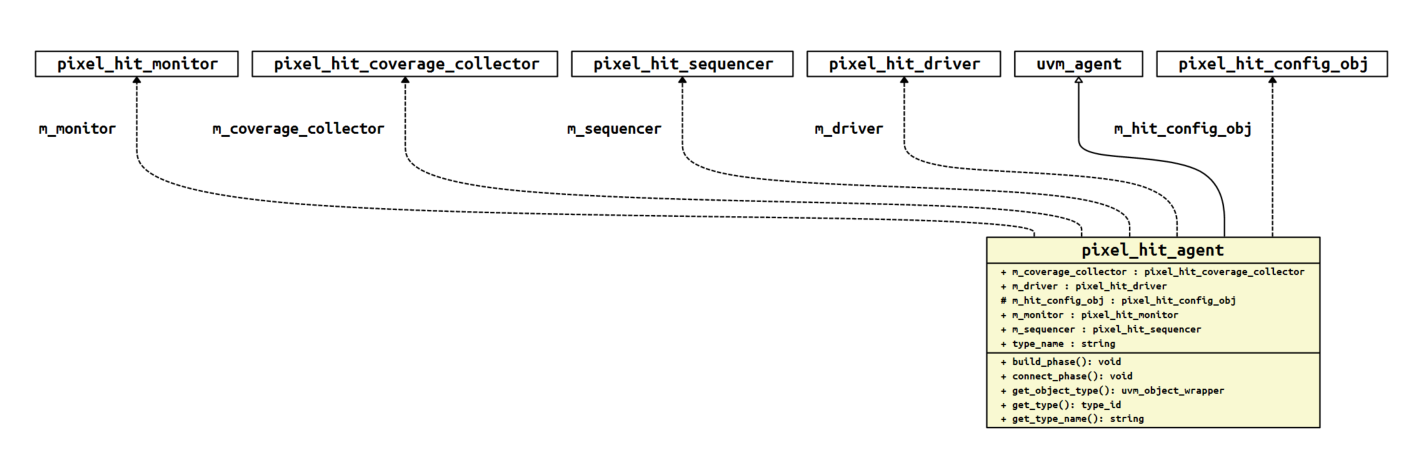 pixel_hit_monitor pixel_hit_coverage_collector pixel_hit_sequencer pixel_hit_driver uvm_agent pixel_hit_config_obj
m_monitor m_coverage_collector m_sequencer m_driver m_hit_config_obj
pixel_hit_agent
+ m_coverage_collector : pixel_hit_coverage_collector
+ m_driver : pixel_hit_driver
# m_hit_config_obj : pixel_hit_config_obj
+ m_monitor : pixel_hit_monitor
+ m_sequencer : pixel_hit_sequencer
+ type_name : string
+ build_phase(): void
+ connect_phase(): void
+ get_object_type(): uvm_object_wrapper
+ get_type(): type_id
+ get_type_name(): string